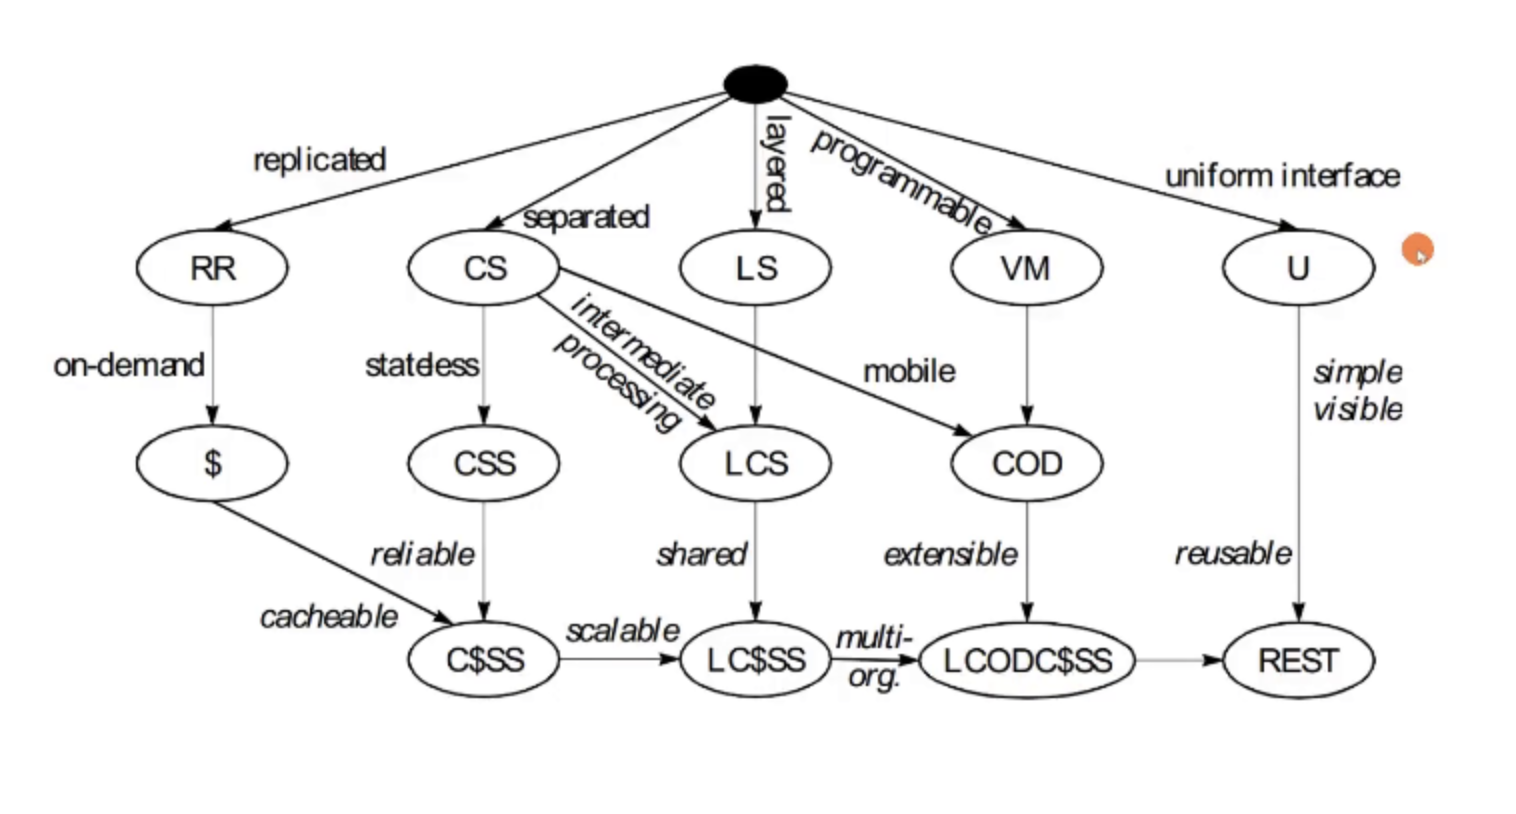 replicated
separated
layered
programmable
uniform interface
RR
CS
LS
VM
U
on-demand
stateless
intermediate
processing
mobile
simple
visible
$
CSS
LCS
COD
cacheable
reliable
shared
extensible
reusable
scalable
multi-
org.
C$SS
LC$SS
LCODC$SS
REST